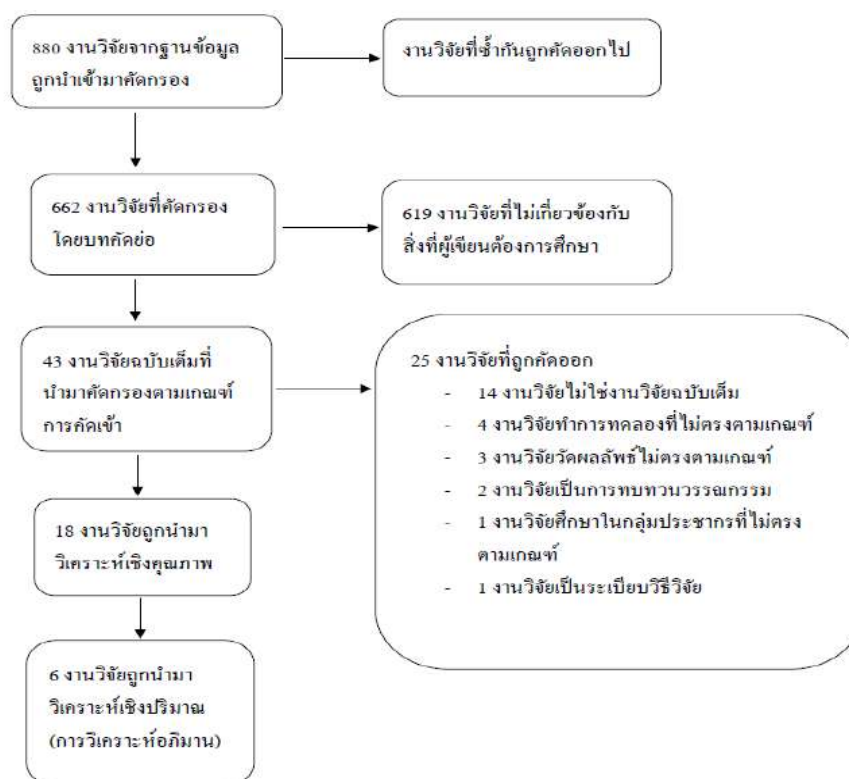 880 งานวิจัยจากฐานข้อมูล
ถูกนำเข้ามาคัดกรอง
งานวิจัยที่ซ้ำกันถูกคัดออกไป
662 งานวิจัยที่คัดกรอง
โดยบทคัดย่อ
619 งานวิจัยที่ไม่เกี่ยวข้องกับ
สิ่งที่ผู้เขียนต้องการศึกษา
43 งานวิจัยฉบับเต็มที่
นำมาคัดกรองตามเกณฑ์
การคัดเข้า
25 งานวิจัยที่ถูกคัดออก
- 14 งานวิจัยไม่ใช่งานวิจัยฉบับเต็ม
- 4 งานวิจัยทำการทดลองที่ไม่ตรงตามเกณฑ์
- 3 งานวิจัยวัดผลลัพธ์ไม่ตรงตามเกณฑ์
- 2 งานวิจัยเป็นการทบทวนวรรณกรรม
- 1 งานวิจัยศึกษาในกลุ่มประชากรที่ไม่ตรง
ตามเกณฑ์
- 1 งานวิจัยเป็นระเบียบวิธีวิจัย
18 งานวิจัยถูกนำมา
วิเคราะห์เชิงคุณภาพ
6 งานวิจัยถูกนำมา
วิเคราะห์เชิงปริมาณ
(การวิเคราะห์อภิมาน)